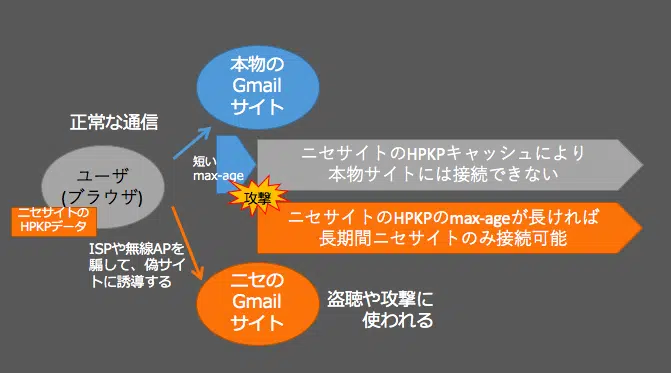 本物の
Gmail
サイト
正常な通信
短い
max-age
ニセサイトのHPKPキャッシュにより
本物サイトには接続できない
ユーザ
(ブラウザ)
攻撃
ニセサイトの
HPKPデータ
ニセサイトのHPKPのmax-ageが長ければ
長期間ニセサイトのみ接続可能
ISPや無線APを
騙して、偽サイ
トに誘導する
ニセの
Gmail
サイト
盗聴や攻撃に
使われる